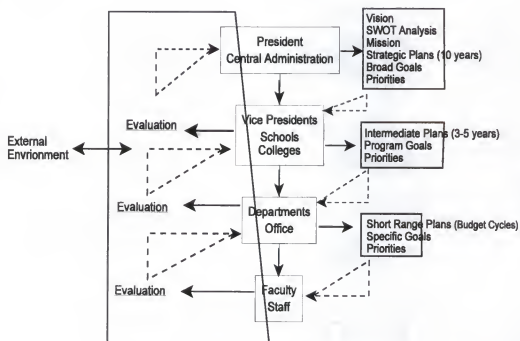 President
Central Administration
Vision
SWOT Analysis
Mission
Strategic Plans (10 years)
Broad Goals
Priorities
Evaluation
Vice Presidents
Schools
Colleges
External
Envrionment
Intermediate Plans (3-5 years)
Program Goals
Priorities
Evaluation
Departments
Office
Short Range Plans (Budget Cycles)
Specific Goals
Priorities
Evaluation
Faculty
Staff